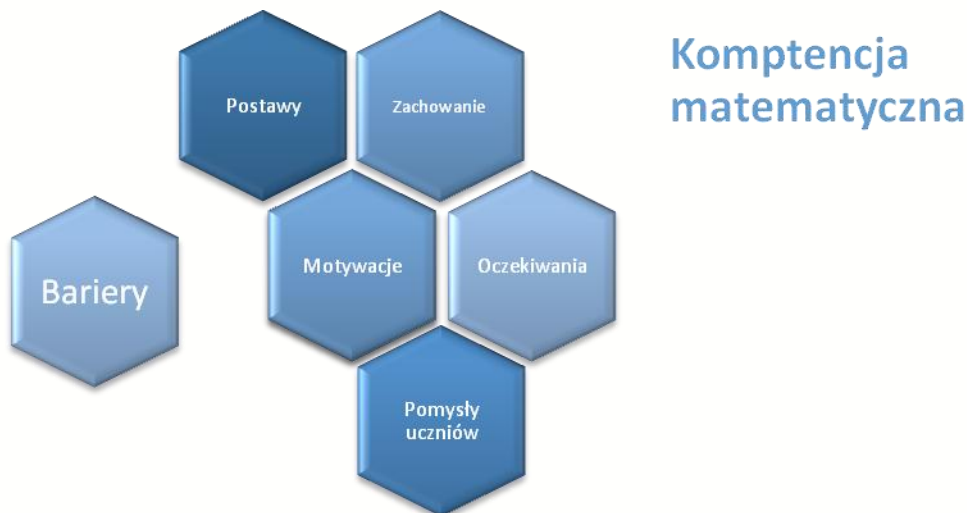 Komptencja
matematyczna
Postawy
Zachowanie
Bariery
Motywacje
Oczekiwania
Pomysły
uczniów